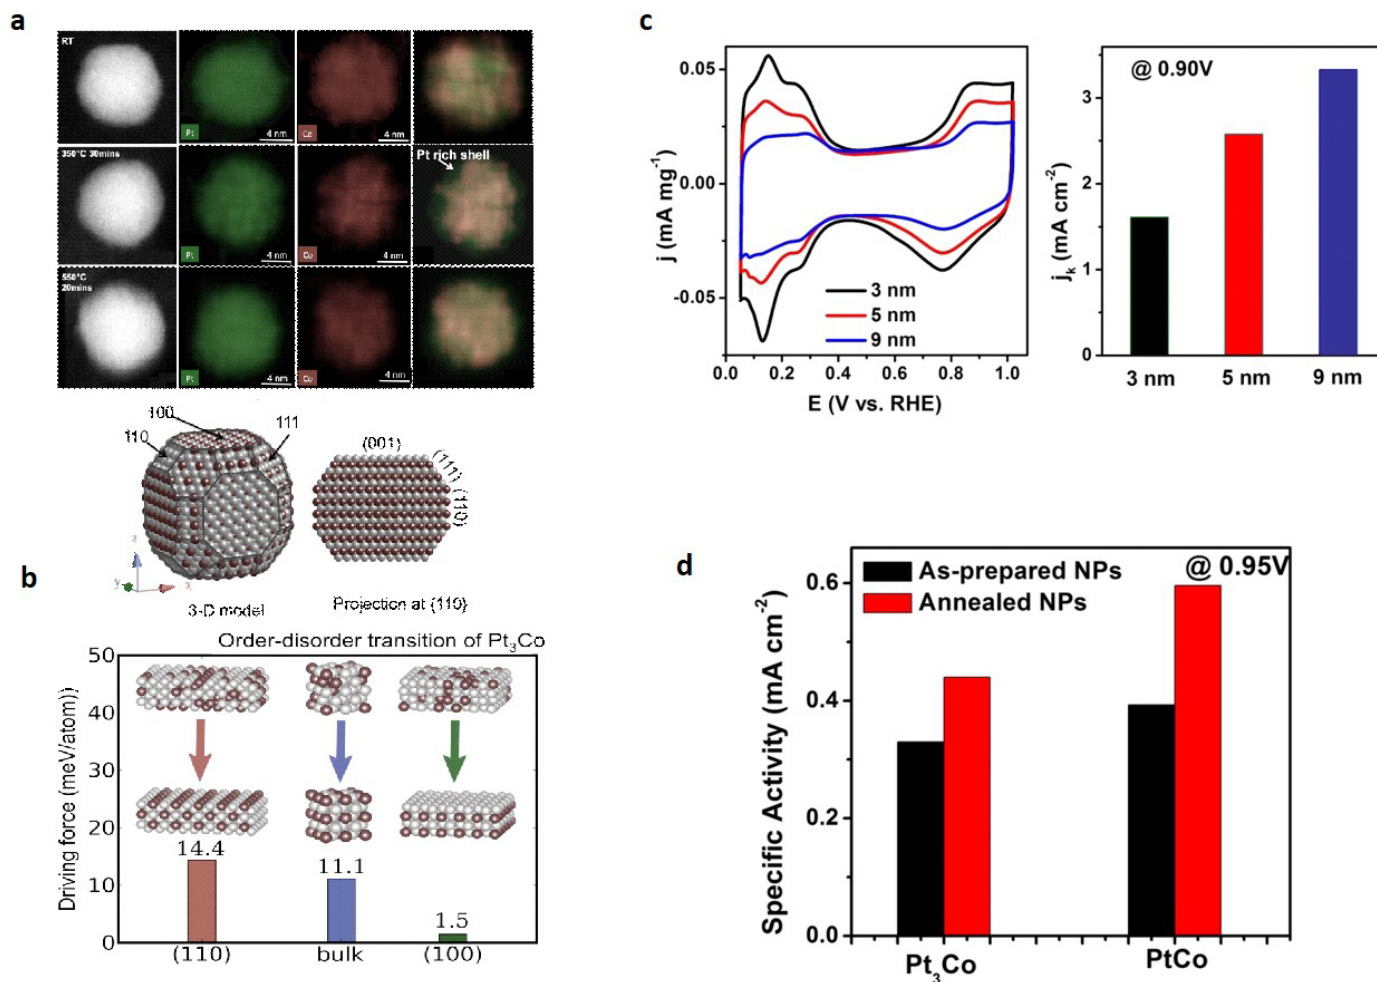 a
RT
Pt
4 nm
Co
4 nm
350°C 30mins
Pt rich shell
Pt
4 nm
Co
4 nm
550°C
20mins
Pt
4 nm
Co
4 nm
100
110
111
(001)
(111)
(110)
z
y
x
3-D model
Projection at {110}
b
Order-disorder transition of Pt₃Co
Driving force (meV/atom))
50
40
30
20
10
0
14.4
11.1
1.5
(110)
bulk
(100)
c
j (mA mg⁻¹)
0.05
0.00
-0.05
3 nm
5 nm
9 nm
0.0 0.2 0.4 0.6 0.8 1.0
E (V vs. RHE)
@ 0.90V
jₖ (mA cm⁻²)
3
2
1
0
3 nm 5 nm 9 nm
d
As-prepared NPs
Annealed NPs
@ 0.95V
Specific Activity (mA cm⁻²)
0.6
0.4
0.2
0.0
Pt₃Co
PtCo